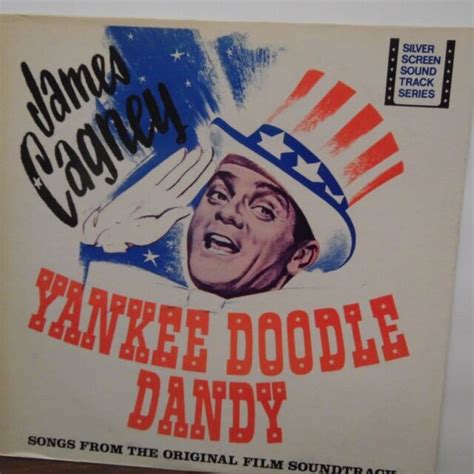 James
Cagney
SILVER
SCREEN
SOUND
TRACK
SERIES
YANKEE DOODLE
DANDY
SONGS FROM THE ORIGINAL FILM SOUNDTRACK